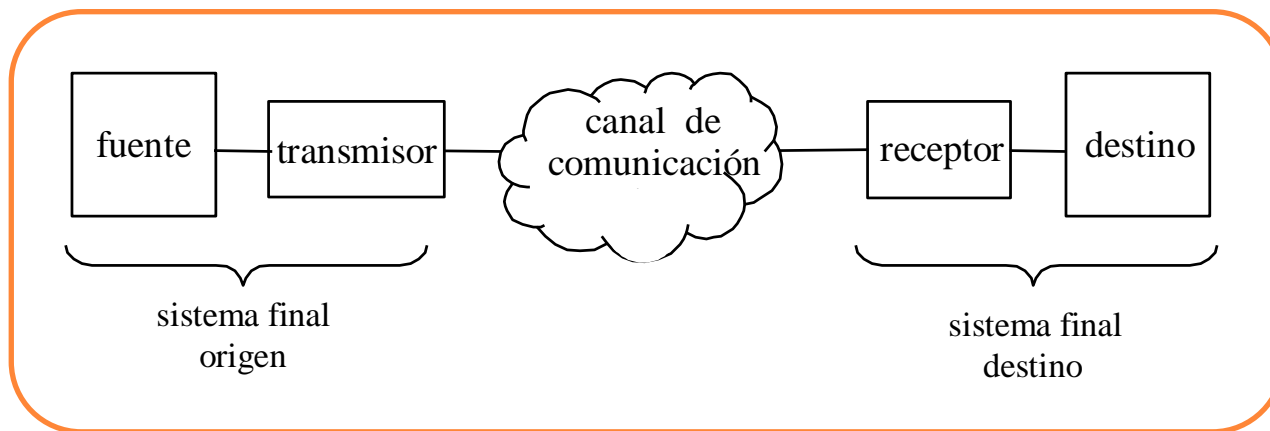 fuente
transmisor
canal de
comunicación
receptor
destino
sistema final
origen
sistema final
destino